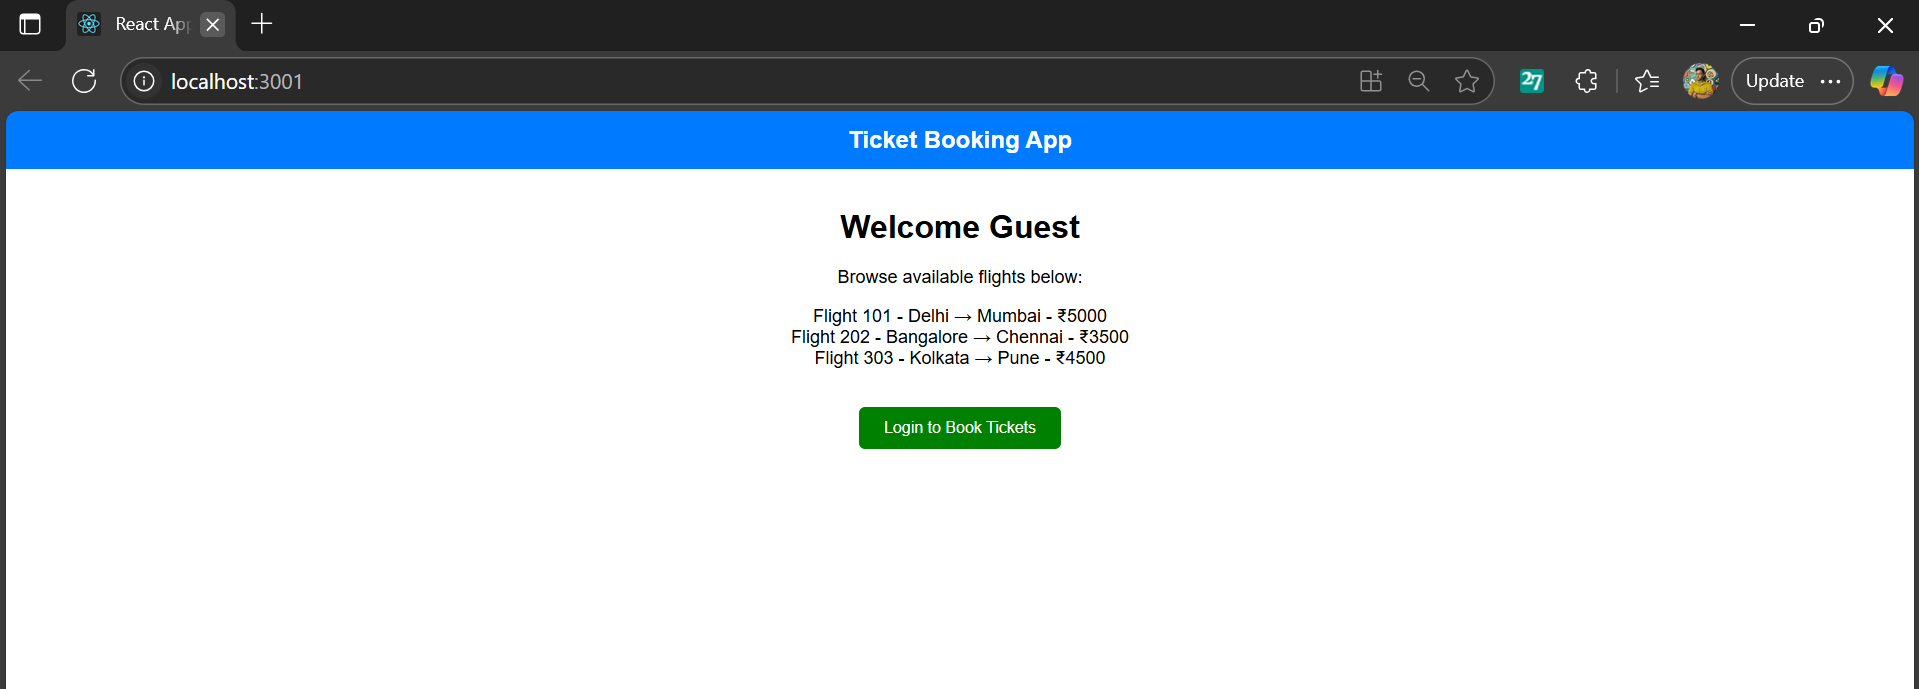 React App
localhost:3001
27
Update
Ticket Booking App
Welcome Guest
Browse available flights below:
Flight 101 - Delhi → Mumbai - ₹5000
Flight 202 - Bangalore → Chennai - ₹3500
Flight 303 - Kolkata → Pune - ₹4500
Login to Book Tickets